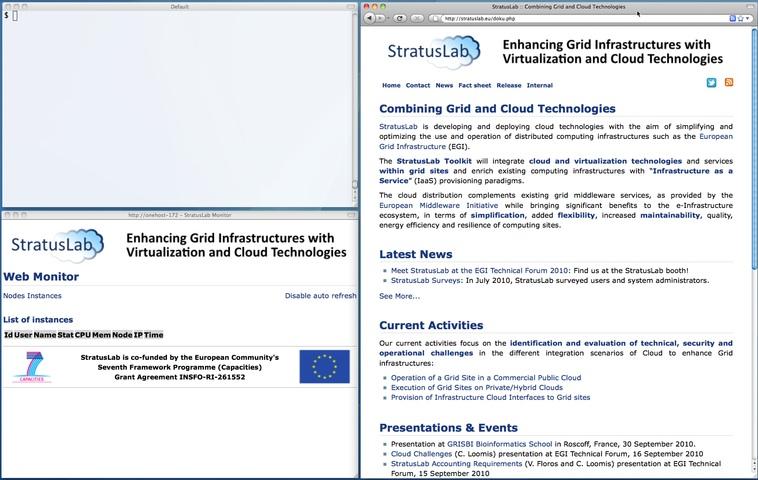 Default
$
http://onehost-172 – StratusLab Monitor
StratusLab
Enhancing Grid Infrastructures with
Virtualization and Cloud Technologies
Web Monitor
Nodes Instances
Disable auto refresh
List of instances
Id User Name Stat CPU Mem Node IP Time
7
CAPACITIES
StratusLab is co-funded by the European Community's
Seventh Framework Programme (Capacities)
Grant Agreement INSFO-RI-261552
StratusLab :: Combining Grid and Cloud Technologies
http://stratuslab.eu/doku.php
StratusLab
Enhancing Grid Infrastructures with
Virtualization and Cloud Technologies
Home Contact News Fact sheet Release Internal
Combining Grid and Cloud Technologies
StratusLab is developing and deploying cloud technologies with the aim of simplifying and
optimizing the use and operation of distributed computing infrastructures such as the European
Grid Infrastructure (EGI).
The StratusLab Toolkit will integrate cloud and virtualization technologies and services
within grid sites and enrich existing computing infrastructures with "Infrastructure as a
Service" (IaaS) provisioning paradigms.
The cloud distribution complements existing grid middleware services, as provided by the
European Middleware Initiative while bringing significant benefits to the e-Infrastructure
ecosystem, in terms of simplification, added flexibility, increased maintainability, quality,
energy efficiency and resilience of computing sites.
Latest News
Meet StratusLab at the EGI Technical Forum 2010: Find us at the StratusLab booth!
StratusLab Surveys: In July 2010, StratusLab surveyed users and system administrators.
See More...
Current Activities
Our current activities focus on the identification and evaluation of technical, security and
operational challenges in the different integration scenarios of Cloud to enhance Grid
infrastructures:
Operation of a Grid Site in a Commercial Public Cloud
Execution of Grid Sites on Private/Hybrid Clouds
Provision of Infrastructure Cloud Interfaces to Grid sites
Presentations & Events
Presentation at GRISBI Bioinformatics School in Roscoff, France, 30 September 2010.
Cloud Challenges (C. Loomis) presentation at EGI Technical Forum, 16 September 2010
StratusLab Accounting Requirements (V. Floros and C. Loomis) presentation at EGI Technical
Forum, 15 September 2010